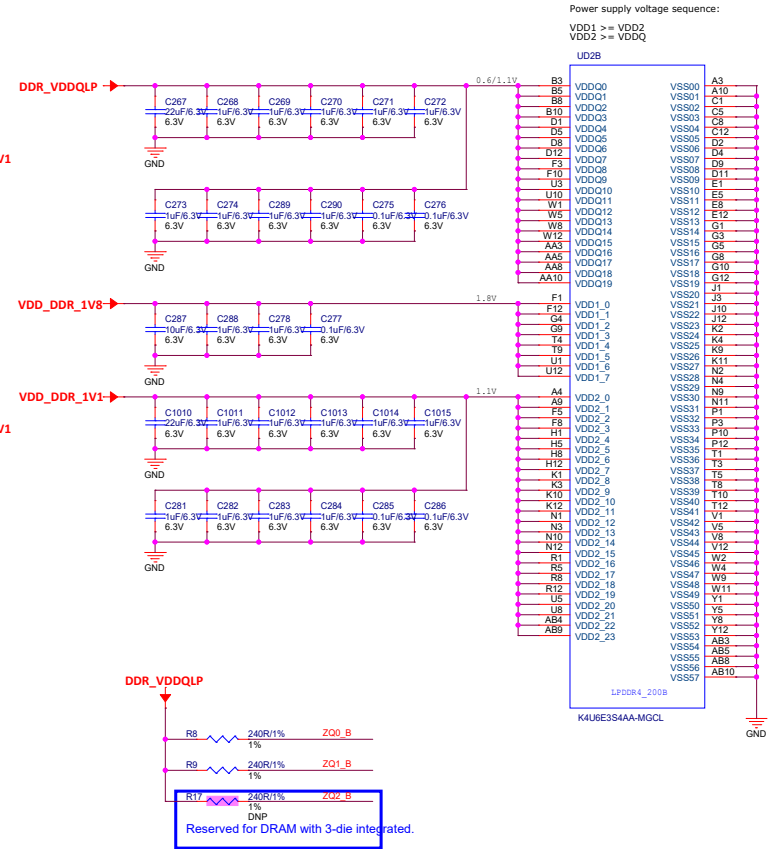 Power supply voltage sequence:
VDD1 >= VDD2
VDD2 >= VDDQ
UD2B
DDR_VDDQLP
0.6/1.1V
C267 C268 C269 C270 C271 C272
22uF/6.3V 1uF/6.3V 1uF/6.3V 1uF/6.3V 1uF/6.3V 1uF/6.3V
6.3V 6.3V 6.3V 6.3V 6.3V 6.3V
GND
V1
C273 C274 C289 C290 C275 C276
1uF/6.3V 1uF/6.3V 1uF/6.3V 1uF/6.3V 0.1uF/6.3V 0.1uF/6.3V
6.3V 6.3V 6.3V 6.3V 6.3V 6.3V
GND
VDD_DDR_1V8
1.8V
C287 C288 C278 C277
10uF/6.3V 1uF/6.3V 1uF/6.3V 0.1uF/6.3V
6.3V 6.3V 6.3V 6.3V
GND
VDD_DDR_1V1
1.1V
C1010 C1011 C1012 C1013 C1014 C1015
22uF/6.3V 1uF/6.3V 1uF/6.3V 1uF/6.3V 1uF/6.3V 1uF/6.3V
6.3V 6.3V 6.3V 6.3V 6.3V 6.3V
V1
GND
C281 C282 C283 C284 C285 C286
1uF/6.3V 1uF/6.3V 1uF/6.3V 1uF/6.3V 0.1uF/6.3V 0.1uF/6.3V
6.3V 6.3V 6.3V 6.3V 6.3V 6.3V
GND
B3 VDDQ0
B5 VDDQ1
B8 VDDQ2
B10 VDDQ3
D1 VDDQ4
D5 VDDQ5
D8 VDDQ6
D12 VDDQ7
F3 VDDQ8
F10 VDDQ9
U3 VDDQ10
U10 VDDQ11
W1 VDDQ12
W5 VDDQ13
W8 VDDQ14
W12 VDDQ15
AA3 VDDQ16
AA5 VDDQ17
AA8 VDDQ18
AA10 VDDQ19
F1 VDD1_0
F12 VDD1_1
G4 VDD1_2
G9 VDD1_3
T4 VDD1_4
T9 VDD1_5
U1 VDD1_6
U12 VDD1_7
A4 VDD2_0
A9 VDD2_1
F5 VDD2_2
F8 VDD2_3
H1 VDD2_4
H5 VDD2_5
H8 VDD2_6
H12 VDD2_7
K1 VDD2_8
K3 VDD2_9
K10 VDD2_10
K12 VDD2_11
N1 VDD2_12
N3 VDD2_13
N10 VDD2_14
N12 VDD2_15
R1 VDD2_16
R5 VDD2_17
R8 VDD2_18
R12 VDD2_19
U5 VDD2_20
U8 VDD2_21
AB4 VDD2_22
AB9 VDD2_23
VSS00 A3
VSS01 A10
VSS02 C1
VSS03 C5
VSS04 C8
VSS05 C12
VSS06 D2
VSS07 D4
VSS08 D9
VSS09 D11
VSS10 E1
VSS11 E5
VSS12 E8
VSS13 E12
VSS14 G1
VSS15 G3
VSS16 G5
VSS17 G8
VSS18 G10
VSS19 G12
VSS20 J1
VSS21 J3
VSS22 J10
VSS23 J12
VSS24 K2
VSS25 K4
VSS26 K9
VSS27 K11
VSS28 N2
VSS29 N4
VSS30 N9
VSS31 N11
VSS32 P1
VSS33 P3
VSS34 P10
VSS35 P12
VSS36 T1
VSS37 T3
VSS38 T5
VSS39 T8
VSS40 T10
VSS41 T12
VSS42 V1
VSS43 V5
VSS44 V8
VSS45 V12
VSS46 W2
VSS47 W4
VSS48 W9
VSS49 W11
VSS50 Y1
VSS51 Y5
VSS52 Y8
VSS53 Y12
VSS54 AB3
VSS55 AB5
VSS56 AB8
VSS57 AB10
LPDDR4_200B
K4U6E3S4AA-MGCL
GND
DDR_VDDQLP
R8 240R/1% ZQ0_B
1%
R9 240R/1% ZQ1_B
1%
R17 240R/1% ZQ2_B
1%
DNP
Reserved for DRAM with 3-die integrated.